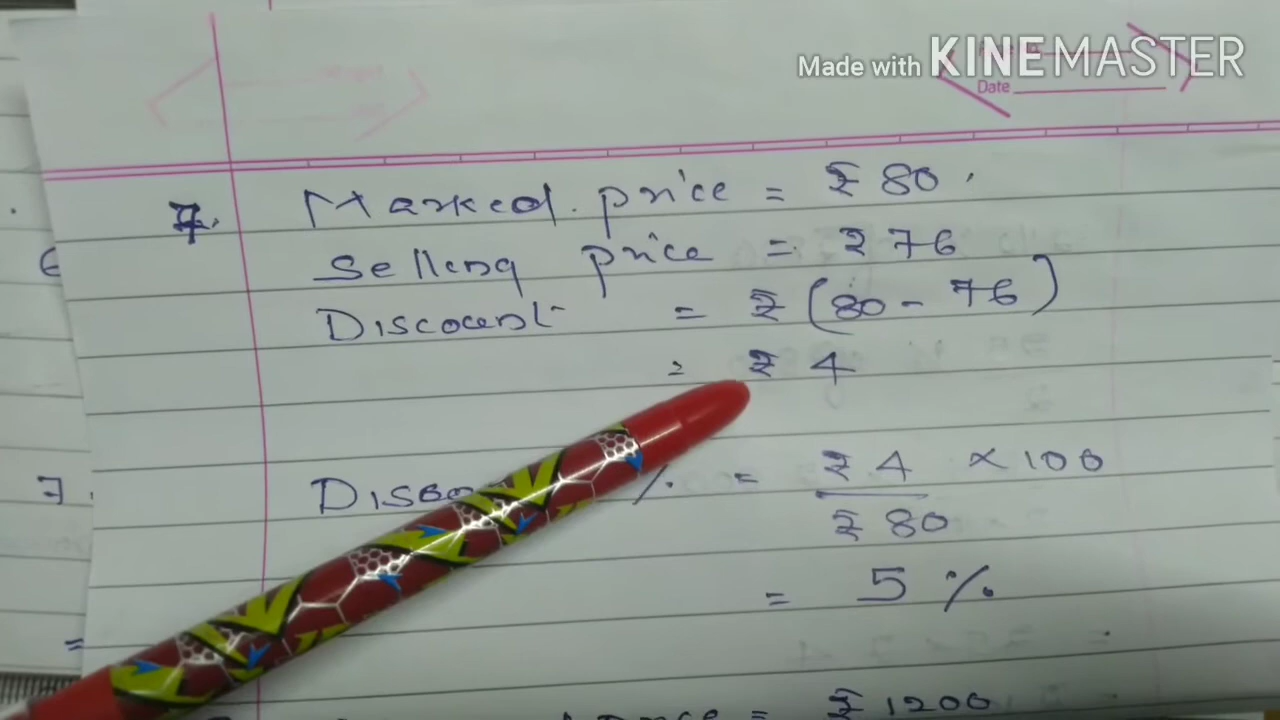 Made with KINEMASTER
Date
7. Marked price = ₹ 80.
Selling price = ₹ 76
Discount = ₹ (80 - 76)
= ₹ 4
7.
% = ₹ 4 × 100
₹ 80
= 5 %
= ₹ 1200